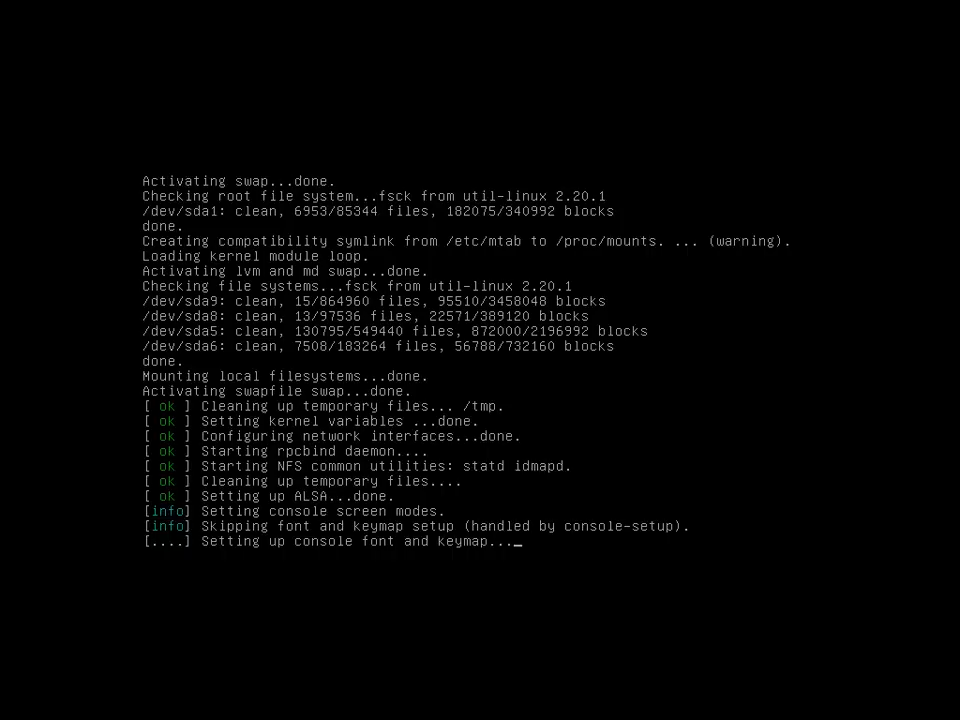 Activating swap...done.
Checking root file system...fsck from util-linux 2.20.1
/dev/sda1: clean, 6953/85344 files, 182075/340992 blocks
done.
Creating compatibility symlink from /etc/mtab to /proc/mounts. ... (warning).
Loading kernel module loop.
Activating lvm and md swap...done.
Checking file systems...fsck from util-linux 2.20.1
/dev/sda9: clean, 15/864960 files, 95510/3458048 blocks
/dev/sda8: clean, 13/97536 files, 22571/389120 blocks
/dev/sda5: clean, 130795/549440 files, 872000/2196992 blocks
/dev/sda6: clean, 7508/183264 files, 56788/732160 blocks
done.
Mounting local filesystems...done.
Activating swapfile swap...done.
[ ok ] Cleaning up temporary files... /tmp.
[ ok ] Setting kernel variables ...done.
[ ok ] Configuring network interfaces...done.
[ ok ] Starting rpcbind daemon....
[ ok ] Starting NFS common utilities: statd idmapd.
[ ok ] Cleaning up temporary files....
[ ok ] Setting up ALSA...done.
[info] Setting console screen modes.
[info] Skipping font and keymap setup (handled by console-setup).
[....] Setting up console font and keymap..._